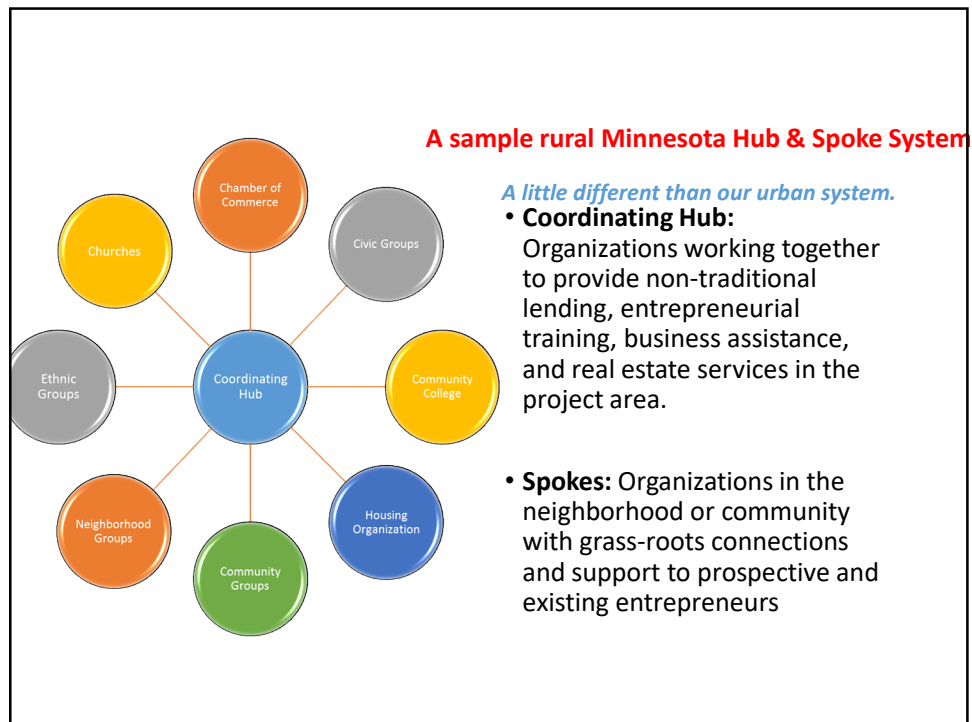 A sample rural Minnesota Hub & Spoke System
A little different than our urban system.
• Coordinating Hub:
Organizations working together
to provide non-traditional
lending, entrepreneurial
training, business assistance,
and real estate services in the
project area.
• Spokes: Organizations in the
neighborhood or community
with grass-roots connections
and support to prospective and
existing entrepreneurs
Chamber of
Commerce
Civic Groups
Community
College
Housing
Organization
Community
Groups
Neighborhood
Groups
Ethnic
Groups
Churches
Coordinating
Hub